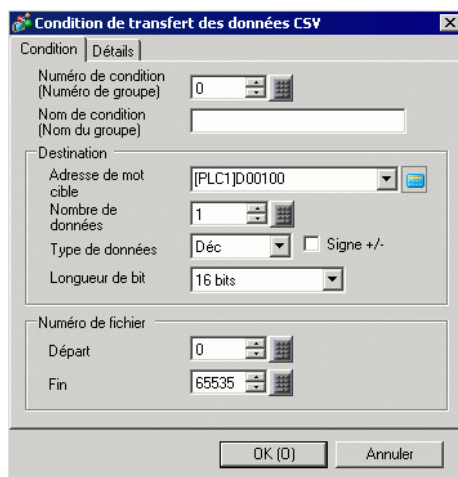 Condition de transfert des données CSV
Condition Détails
Numéro de condition
(Numéro de groupe)
0
Nom de condition
(Nom du groupe)
Destination
Adresse de mot
cible
[PLC1]D00100
Nombre de
données
1
Type de données Déc Signe +/-
Longueur de bit 16 bits
Numéro de fichier
Départ 0
Fin 65535
OK (O) Annuler